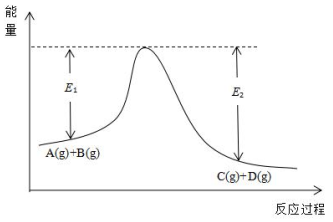 能
量
E₁
E₂
A(g)+B(g)
C(g)+D(g)
反应过程